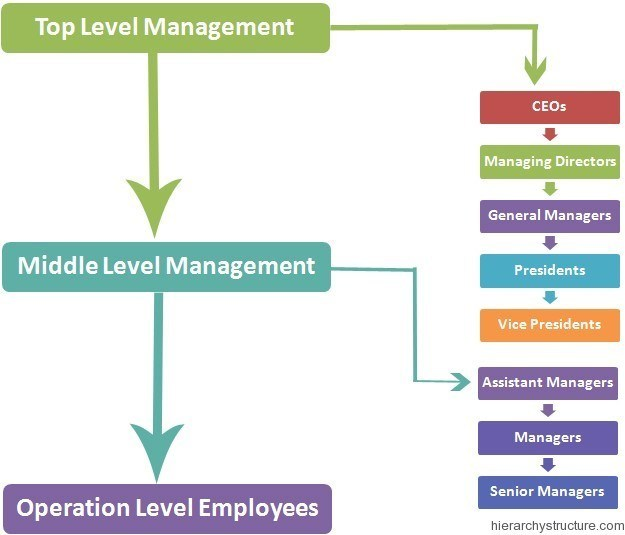 Top Level Management
CEOs
Managing Directors
General Managers
Middle Level Management
Presidents
Vice Presidents
Assistant Managers
Managers
Operation Level Employees
Senior Managers
hierarchystructure.com